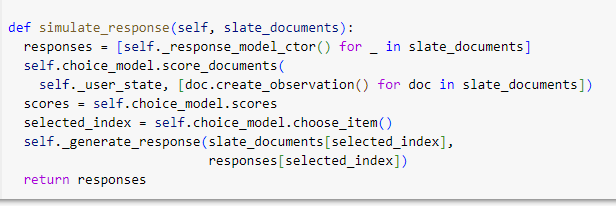 def simulate_response(self, slate_documents):
  responses = [self._response_model_ctor() for _ in slate_documents]
  self.choice_model.score_documents(
    self._user_state, [doc.create_observation() for doc in slate_documents])
  scores = self.choice_model.scores
  selected_index = self.choice_model.choose_item()
  self._generate_response(slate_documents[selected_index],
                          responses[selected_index])
  return responses